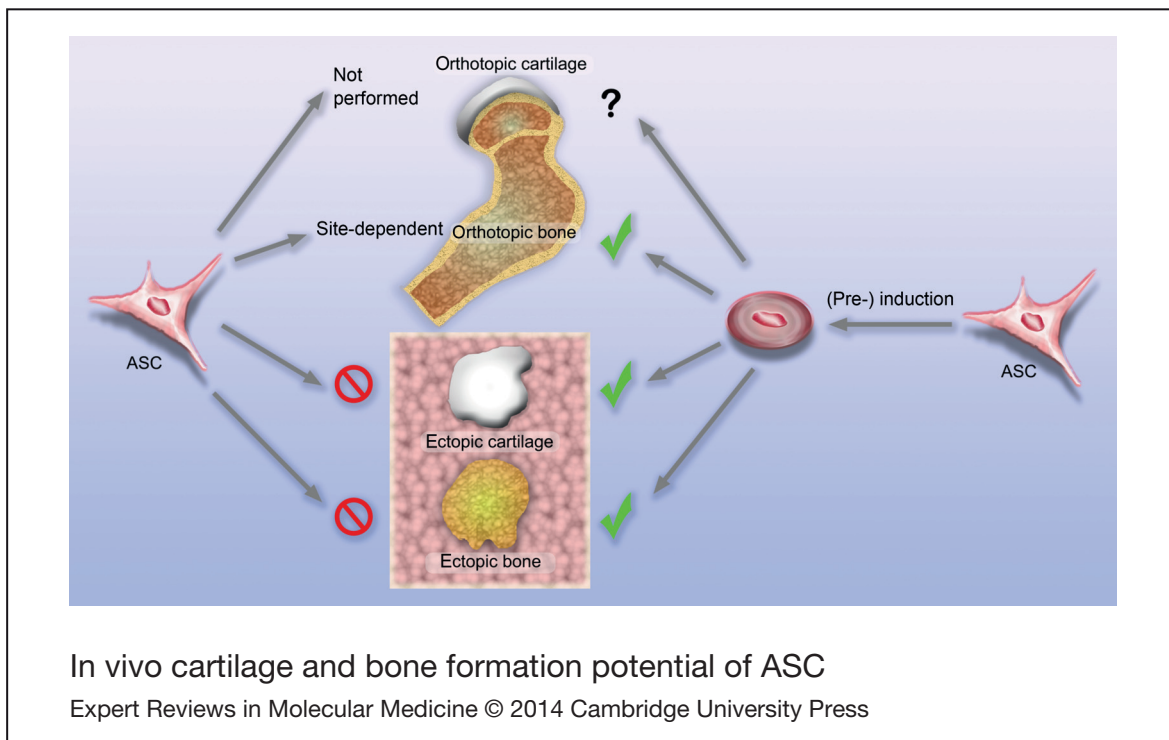 Orthotopic cartilage
Not
performed
?
Site-dependent
Orthotopic bone
(Pre-) induction
ASC
ASC
Ectopic cartilage
Ectopic bone
In vivo cartilage and bone formation potential of ASC
Expert Reviews in Molecular Medicine © 2014 Cambridge University Press